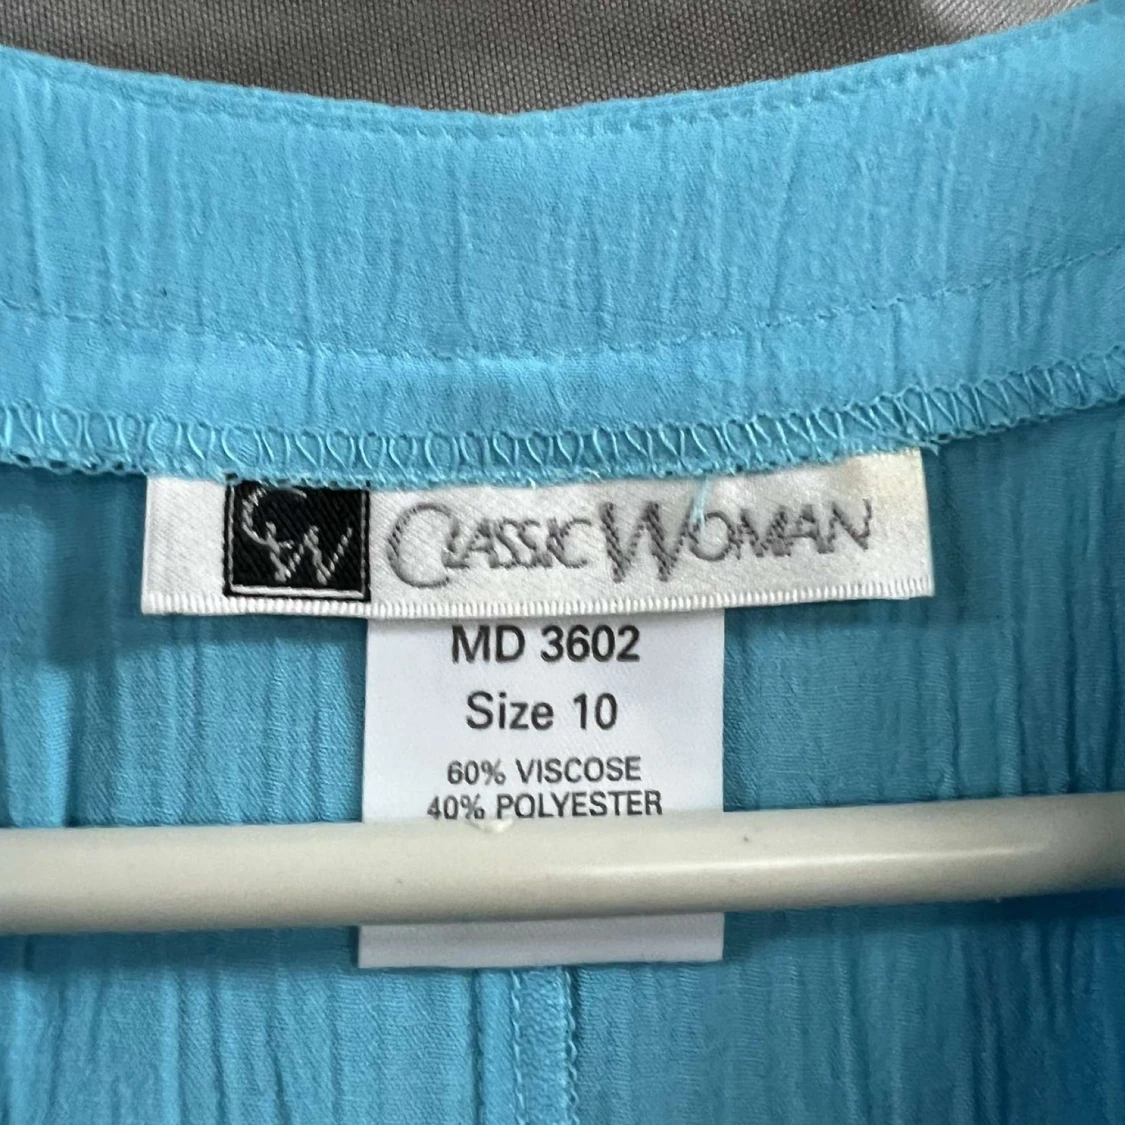 CW CLASSIC WOMAN
MD 3602
Size 10
60% VISCOSE
40% POLYESTER